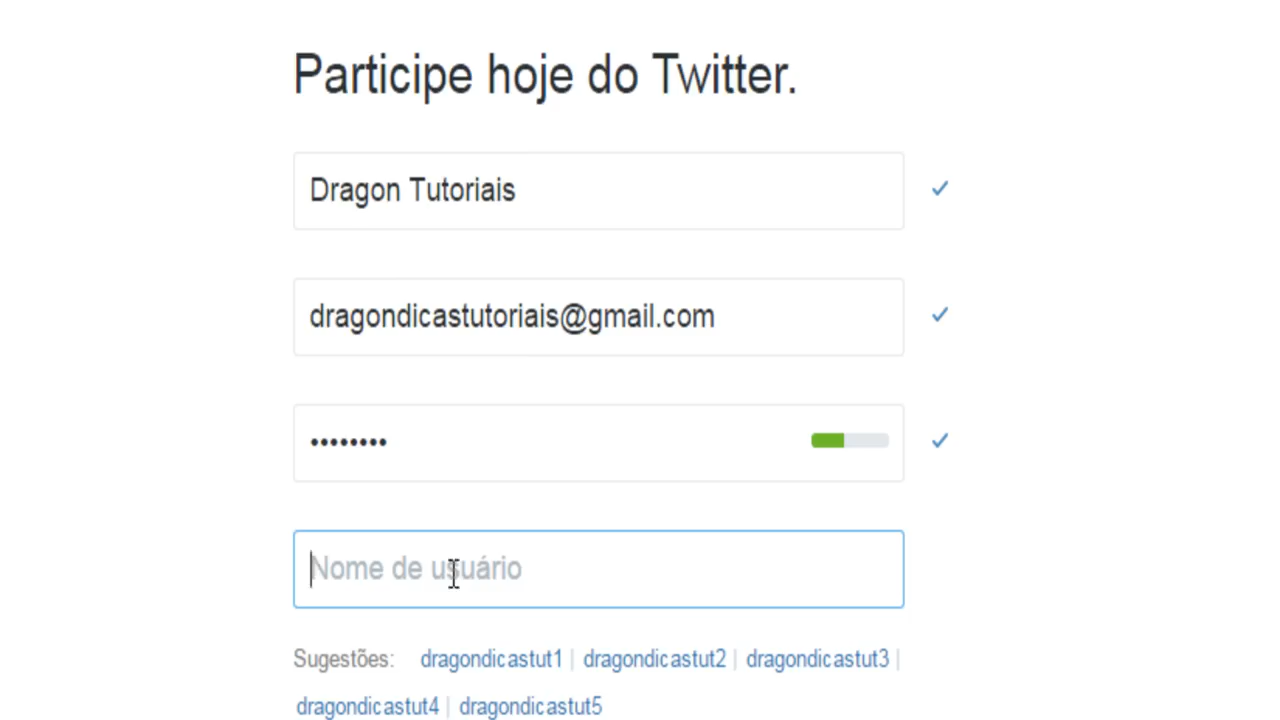 Participe hoje do Twitter.
Dragon Tutoriais
dragondicastutoriais@gmail.com
••••••••
Nome de usuário
Sugestões: dragondicastut1 | dragondicastut2 | dragondicastut3 |
dragondicastut4 | dragondicastut5